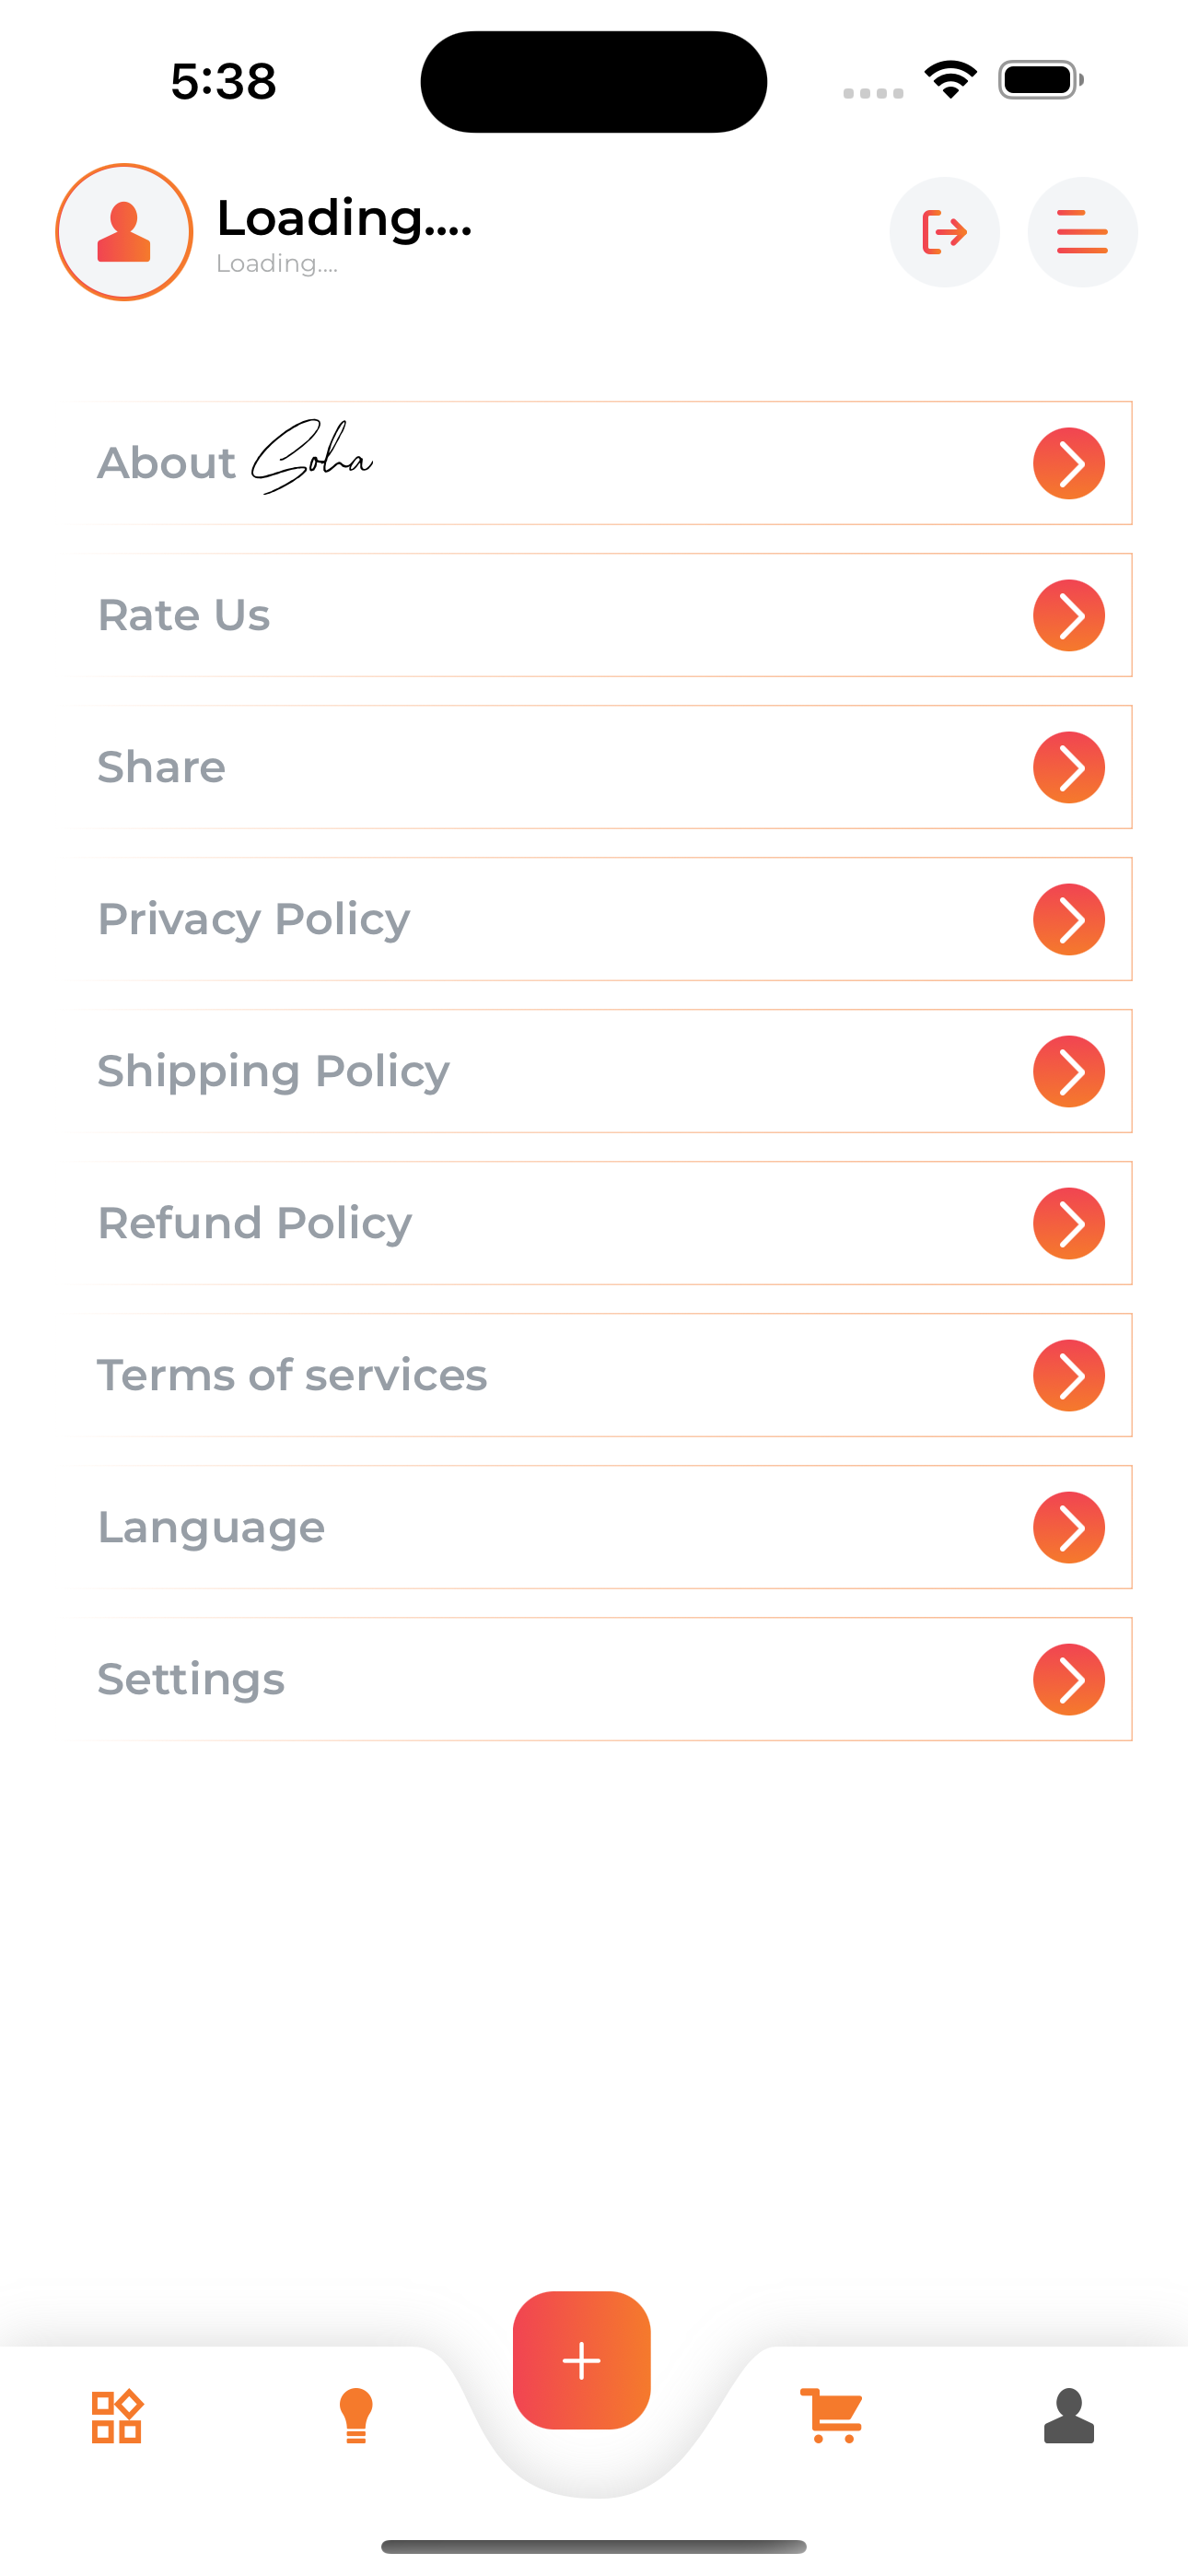 5:38
Loading....
Loading....
About Soha
Rate Us
Share
Privacy Policy
Shipping Policy
Refund Policy
Terms of services
Language
Settings